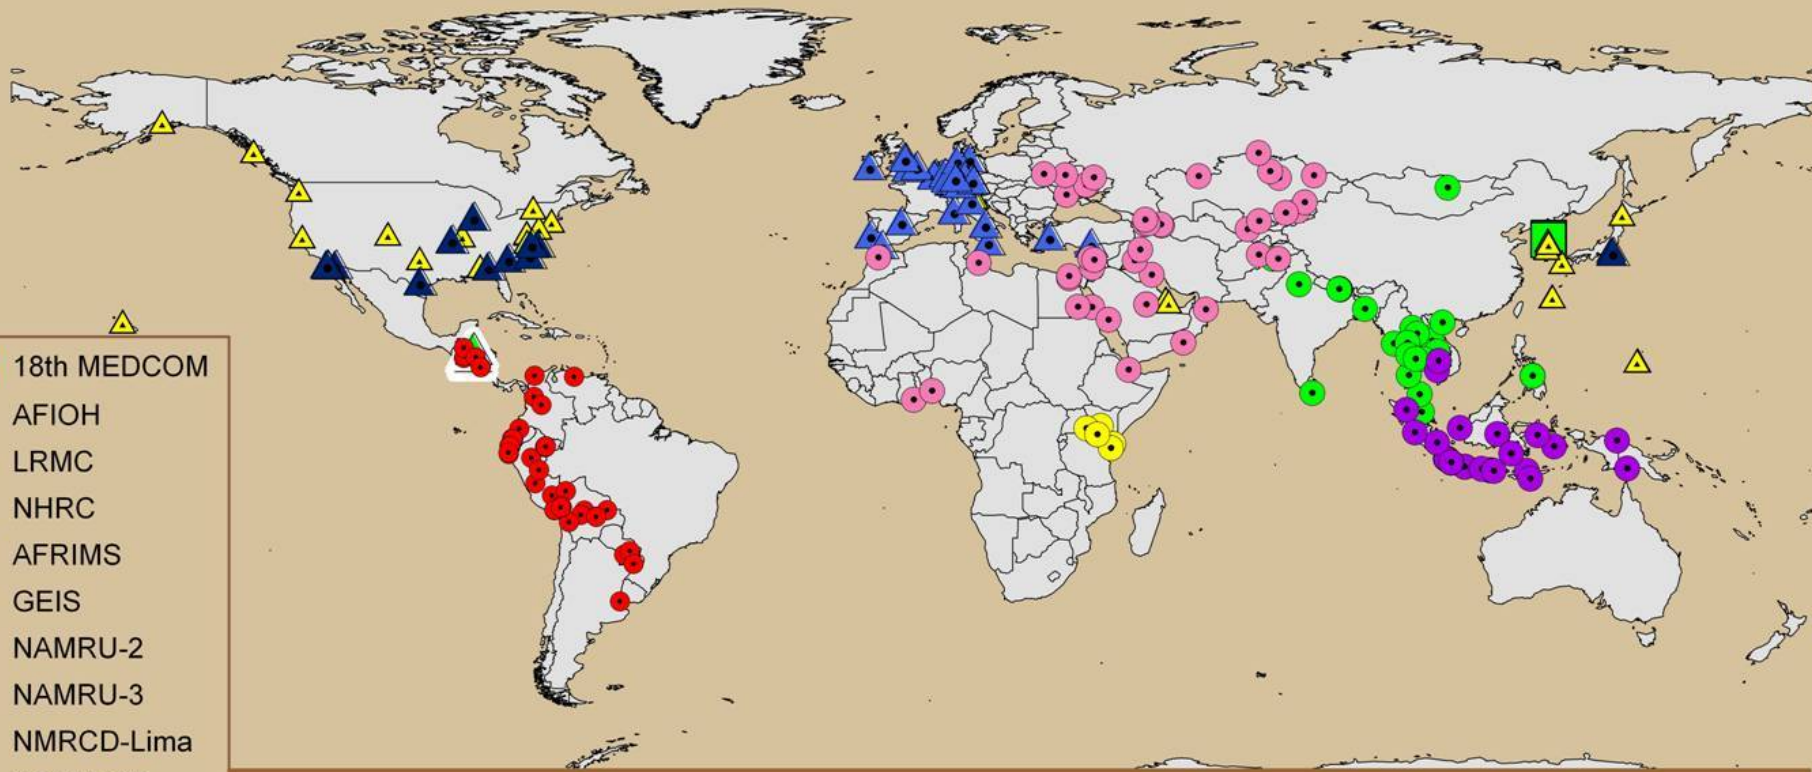 18th MEDCOM
AFIOH
LRMC
NHRC
AFRIMS
GEIS
NAMRU-2
NAMRU-3
NMRCD-Lima